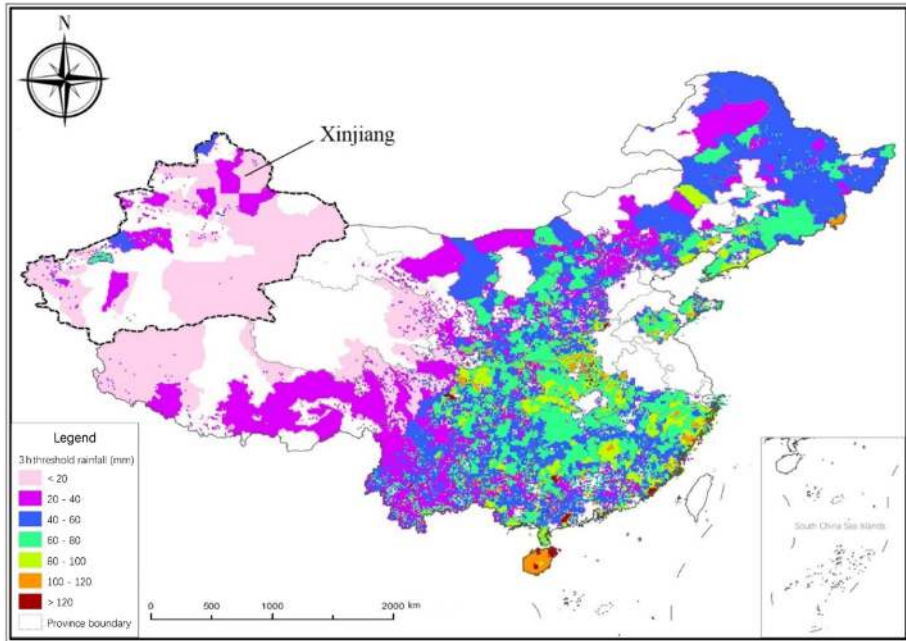 N
Xinjiang
Legend
3 h threshold rainfall (mm)
< 20
20 - 40
40 - 60
60 - 80
80 - 100
100 - 120
> 120
Province boundary
0 500 1000 2000 km
South China Sea Islands